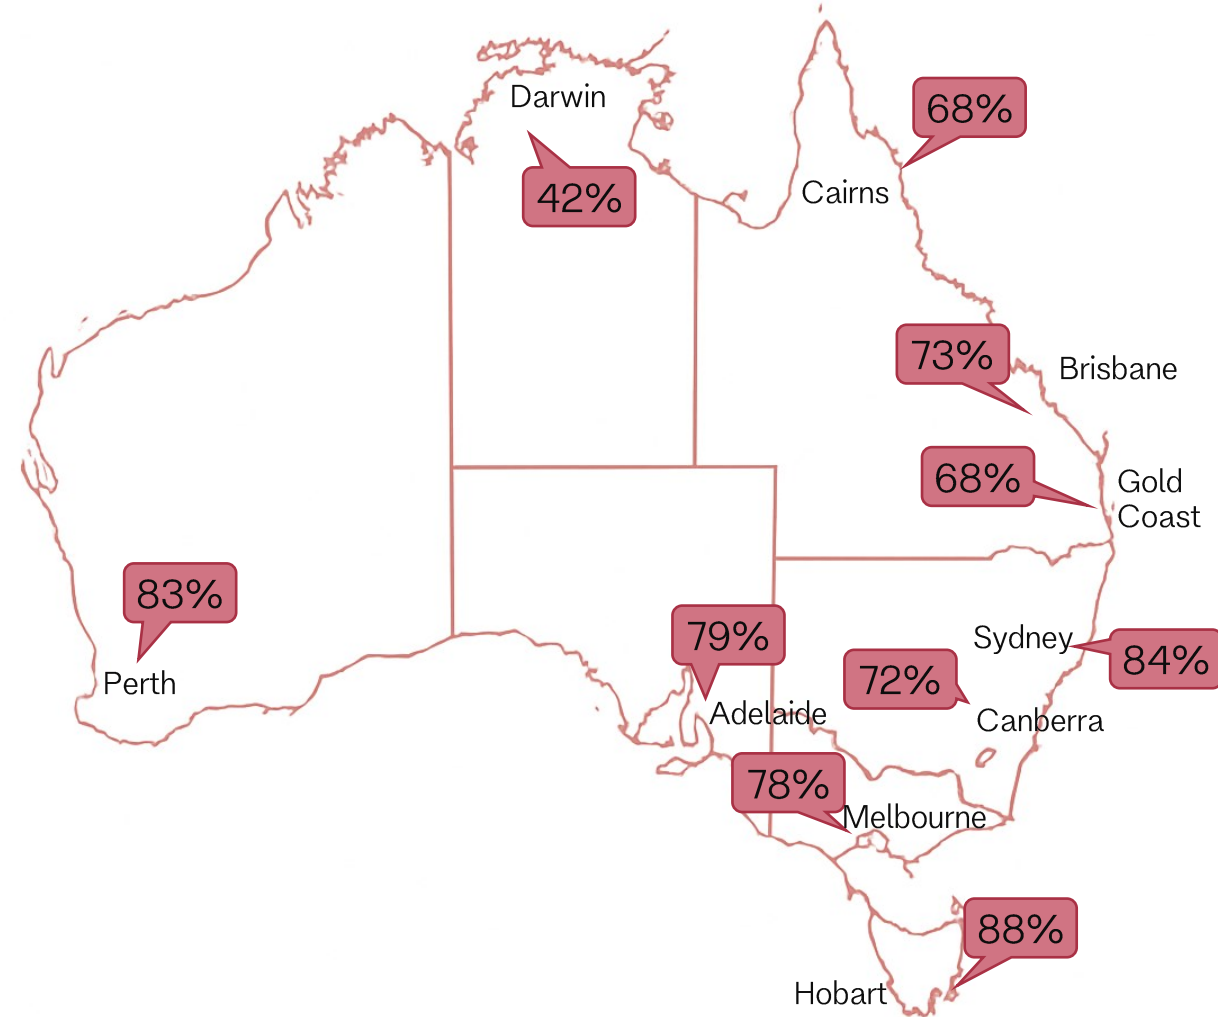 Darwin
68%
42%
Cairns
73%
Brisbane
68%
Gold
Coast
83%
79%
Sydney
84%
72%
Perth
Adelaide
Canberra
78%
Melbourne
88%
Hobart